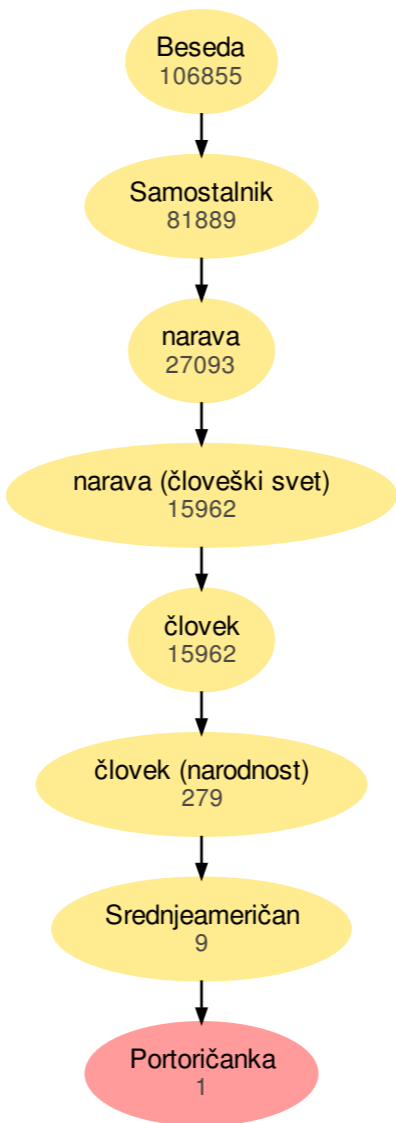 Beseda
106855
Samostalnik
81889
narava
27093
narava (človeški svet)
15962
človek
15962
človek (narodnost)
279
Srednjeameričan
9
Portoričanka
1